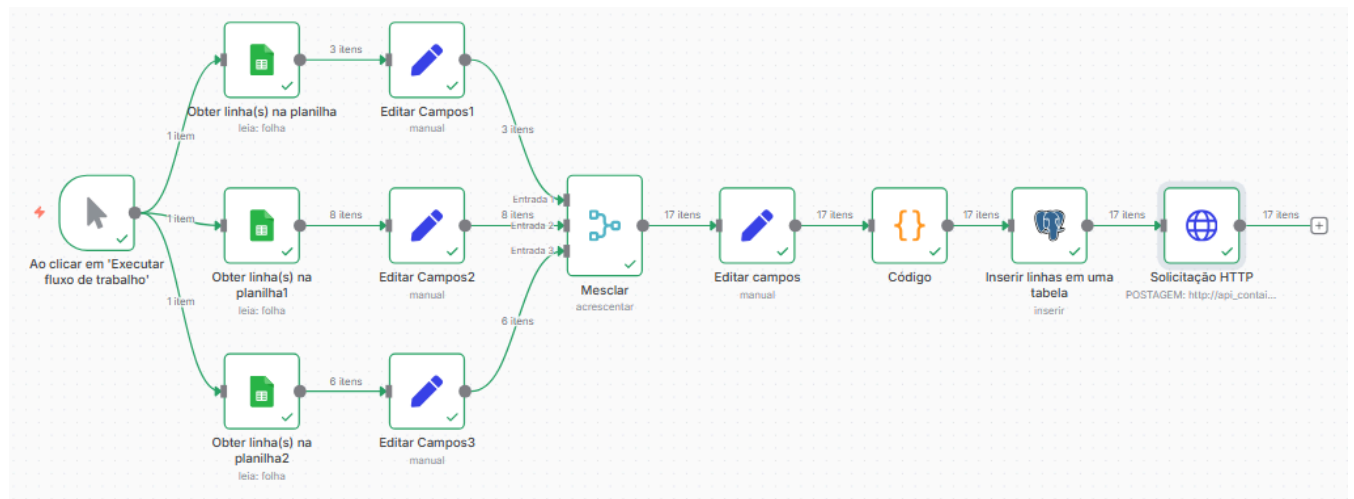 3 itens
Obter linha(s) na planilha
leia: folha
Editar Campos1
manual
1 item
3 itens
Ao clicar em 'Executar
fluxo de trabalho'
1 item
8 itens
Obter linha(s) na
planilha1
leia: folha
Editar Campos2
manual
8 itens
Entrada 1
Entrada 2
Entrada 3
Mesclar
acrescentar
17 itens
Editar campos
manual
17 itens
Código
17 itens
Inserir linhas em uma
tabela
inserir
17 itens
Solicitação HTTP
POSTAGEM: http://api_contai...
17 itens
1 item
6 itens
6 itens
Obter linha(s) na
planilha2
leia: folha
Editar Campos3
manual